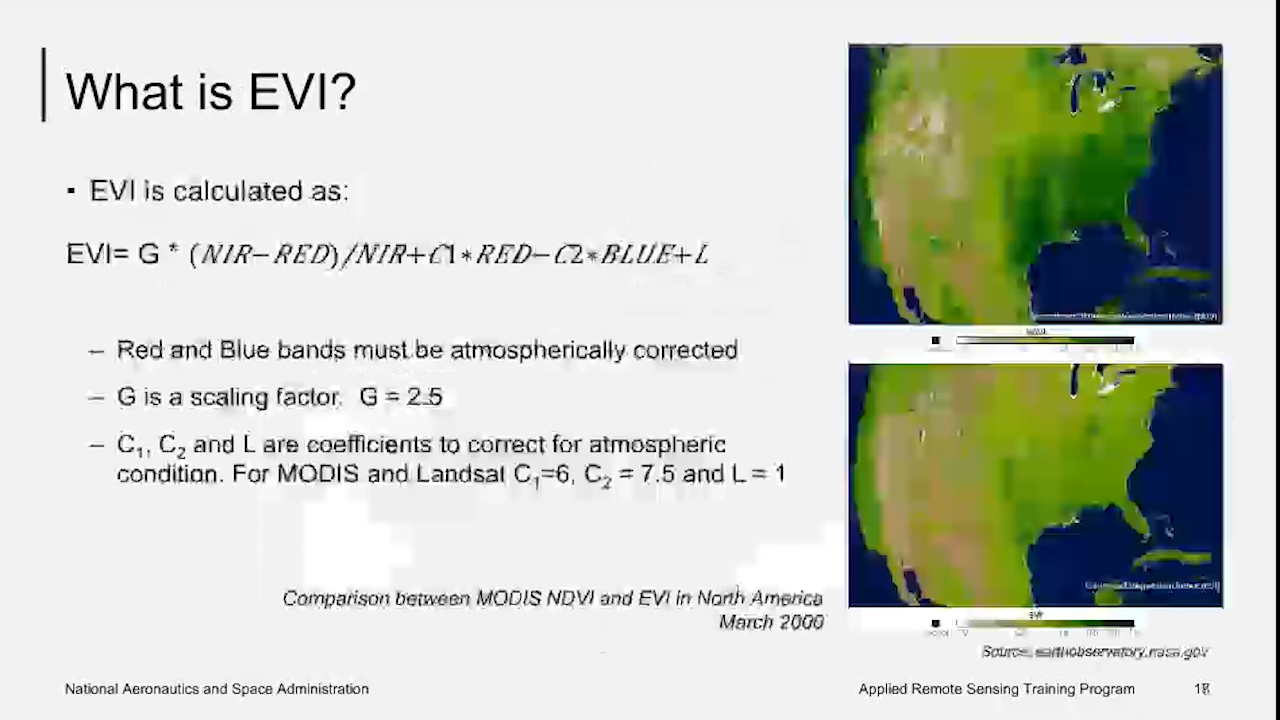 What is EVI?
▪ EVI is calculated as:
EVI= G * (NIR−RED)/NIR+C1∗RED−C2∗BLUE+L
– Red and Blue bands must be atmospherically corrected
– G is a scaling factor. G = 2.5
– C1, C2 and L are coefficients to correct for atmospheric
condition. For MODIS and Landsat C1=6, C2 = 7.5 and L = 1
Comparison between MODIS NDVI and EVI in North America
March 2000
EVI
Source: earthobservatory.nasa.gov
National Aeronautics and Space Administration
Applied Remote Sensing Training Program